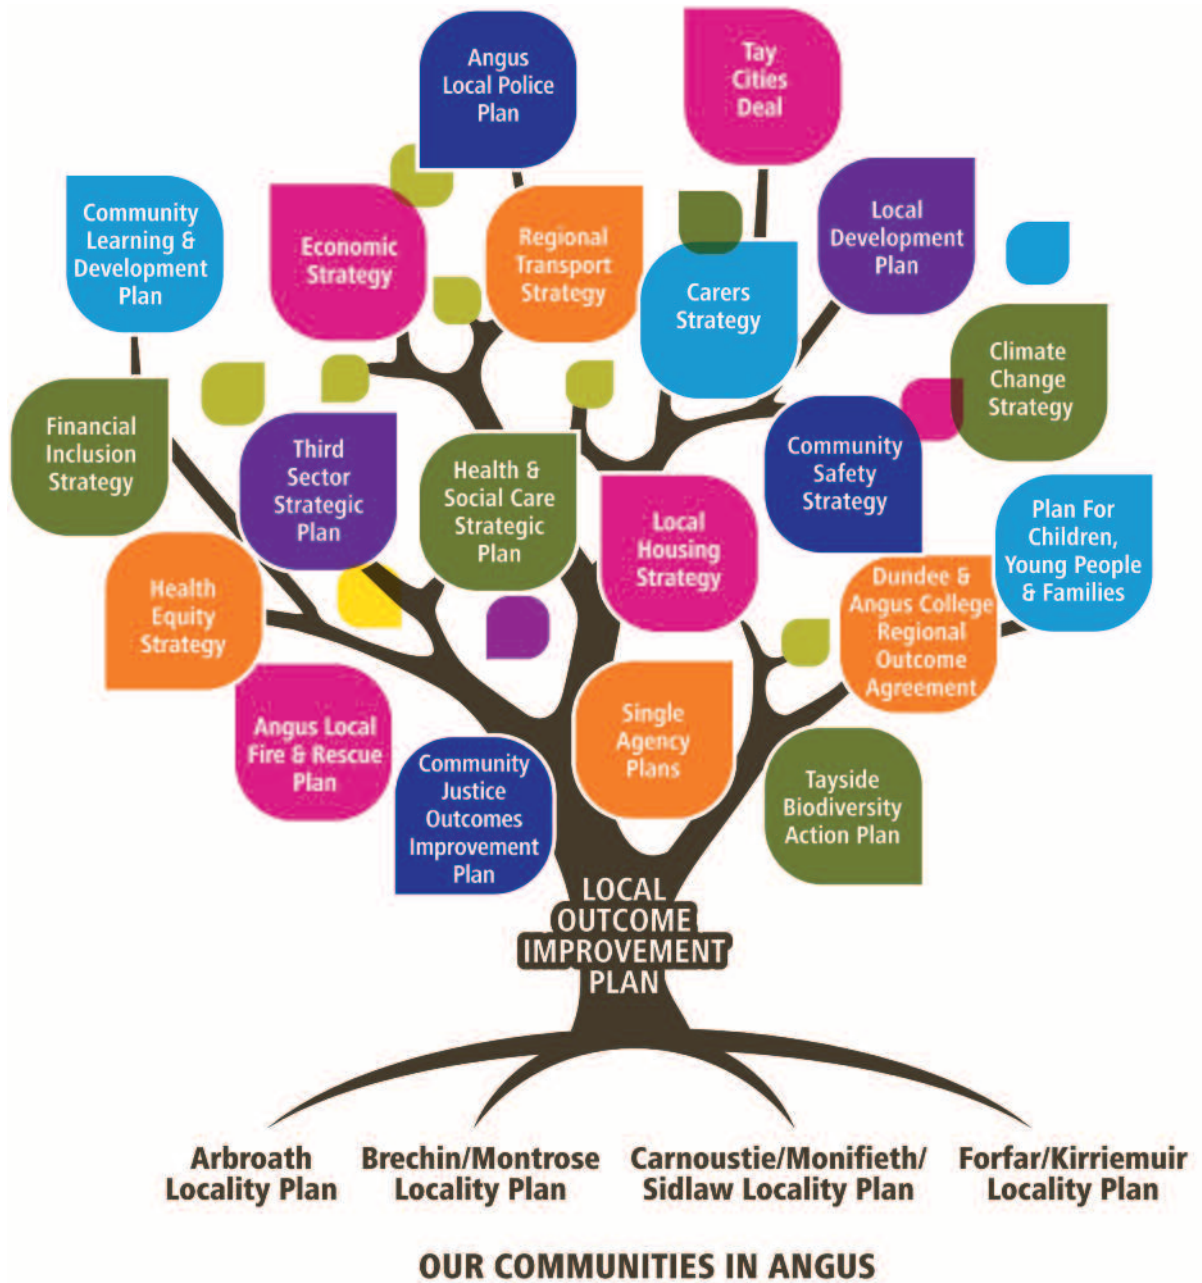 Angus
Local Police
Plan
Tay
Cities
Deal
Community
Learning &
Development
Plan
Economic
Strategy
Regional
Transport
Strategy
Carers
Strategy
Local
Development
Plan
Climate
Change
Strategy
Financial
Inclusion
Strategy
Third
Sector
Strategic
Plan
Health &
Social Care
Strategic
Plan
Local
Housing
Strategy
Community
Safety
Strategy
Plan For
Children,
Young People
& Families
Health
Equity
Strategy
Dundee &
Angus College
Regional
Outcome
Agreement
Angus Local
Fire & Rescue
Plan
Community
Justice
Outcomes
Improvement
Plan
Single
Agency
Plans
Tayside
Biodiversity
Action Plan
LOCAL
OUTCOME
IMPROVEMENT
PLAN
Arbroath
Locality Plan
Brechin/Montrose
Locality Plan
Carnoustie/Monifieth/
Sidlaw Locality Plan
Forfar/Kirriemuir
Locality Plan
OUR COMMUNITIES IN ANGUS